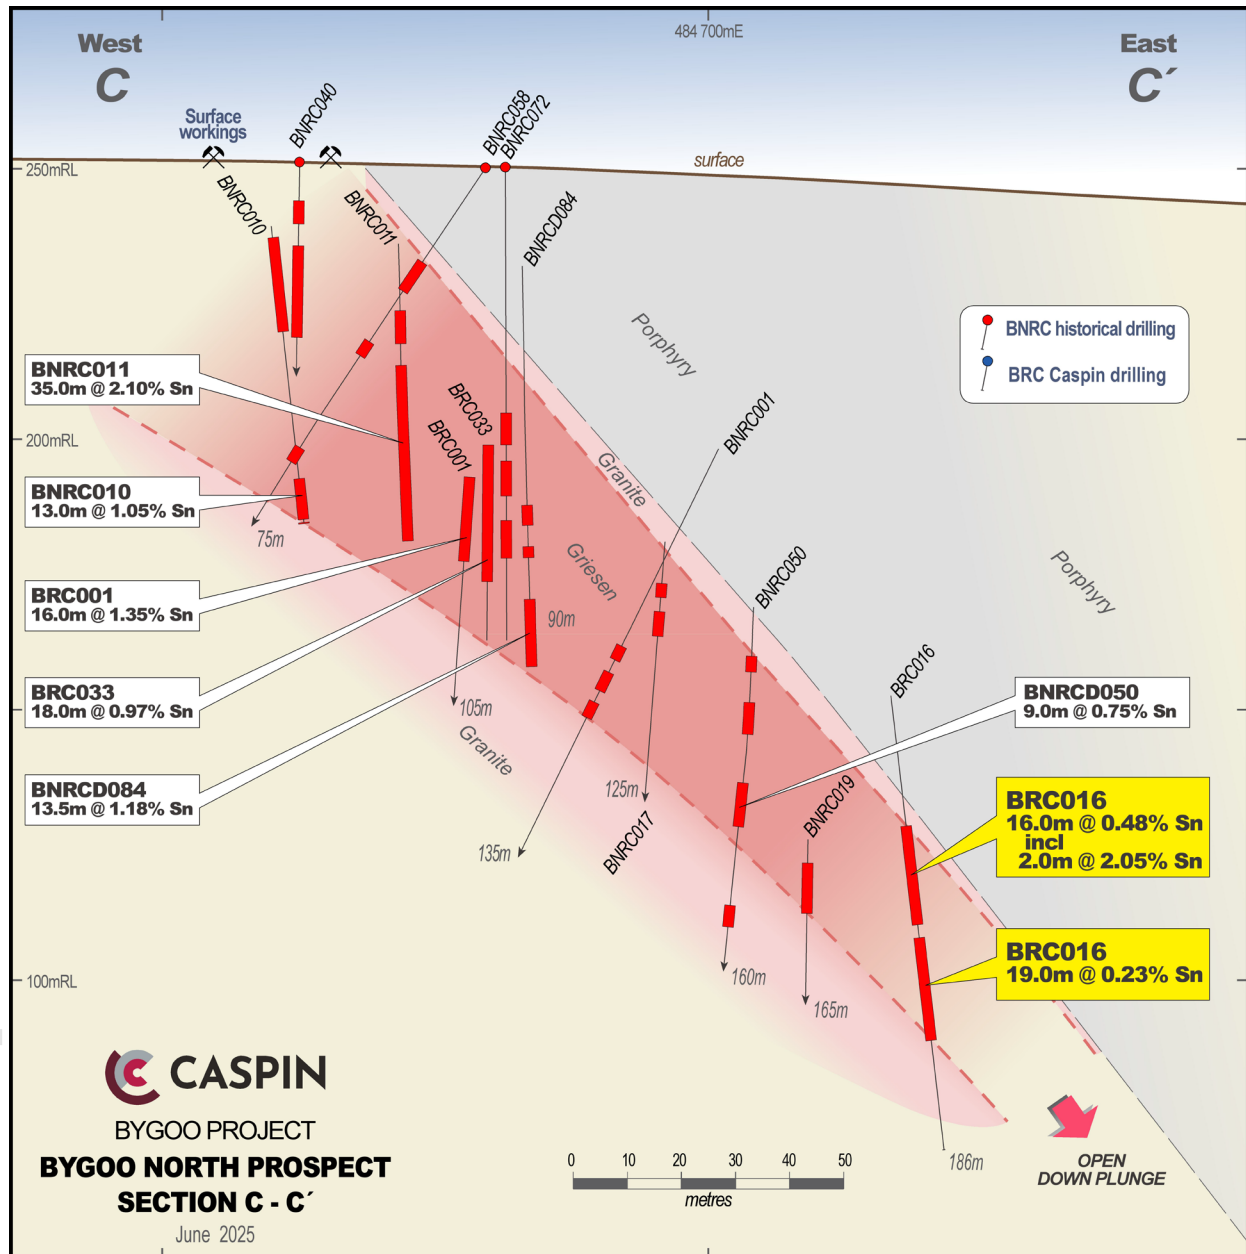 484 700mE
West
C
East
C´
Surface
workings
BNRC040
BNRC058
BNRC072
surface
250mRL
BNRC010
BNRC011
BNRCD084
Porphyry
BNRC historical drilling
BRC Caspin drilling
BNRC011
35.0m @ 2.10% Sn
BRC033
BRC001
BNRC001
200mRL
Granite
BNRC010
13.0m @ 1.05% Sn
75m
Griesen
BNRC050
Porphyry
BRC001
16.0m @ 1.35% Sn
90m
BRC016
BRC033
18.0m @ 0.97% Sn
105m
Granite
BNRCD050
9.0m @ 0.75% Sn
BNRCD084
13.5m @ 1.18% Sn
125m
BNRC019
BRC016
16.0m @ 0.48% Sn
incl
2.0m @ 2.05% Sn
135m
BNRC017
BRC016
19.0m @ 0.23% Sn
100mRL
160m
165m
CASPIN
BYGOO PROJECT
BYGOO NORTH PROSPECT
SECTION C - C´
June 2025
0 10 20 30 40 50
metres
186m
OPEN
DOWN PLUNGE